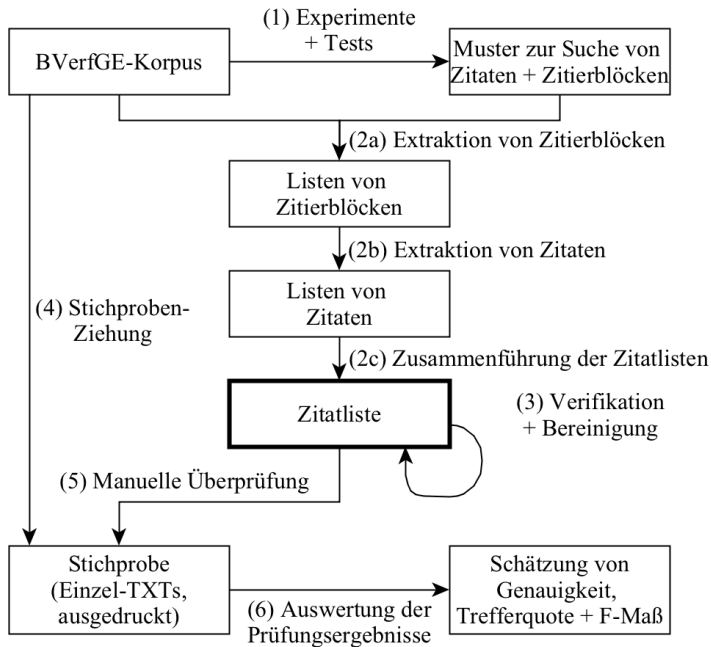 (1) Experimente
+ Tests
BVerfGE-Korpus
Muster zur Suche von
Zitaten + Zitierblöcken
(2a) Extraktion von Zitierblöcken
Listen von
Zitierblöcken
(2b) Extraktion von Zitaten
Listen von
Zitaten
(4) Stichproben-
Ziehung
(2c) Zusammenführung der Zitatlisten
Zitatliste
(3) Verifikation
+ Bereinigung
(5) Manuelle Überprüfung
Stichprobe
(Einzel-TXTs,
ausgedruckt)
(6) Auswertung der
Prüfungsergebnisse
Schätzung von
Genauigkeit,
Trefferquote + F-Maß